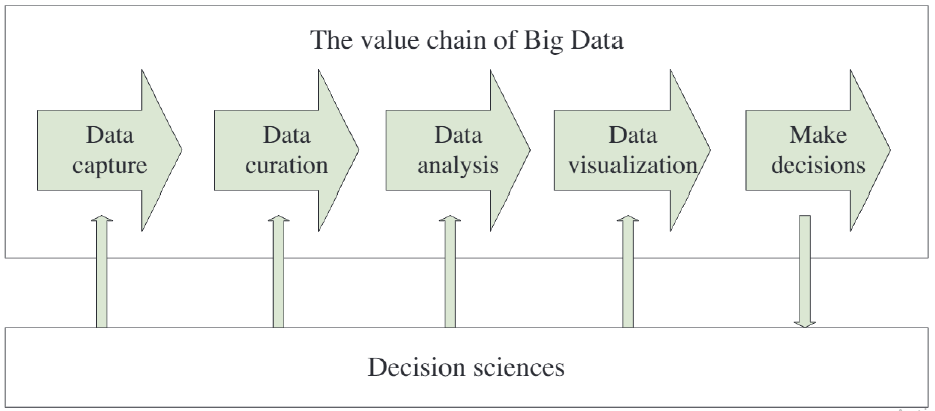 The value chain of Big Data
Data
capture
Data
curation
Data
analysis
Data
visualization
Make
decisions
Decision sciences